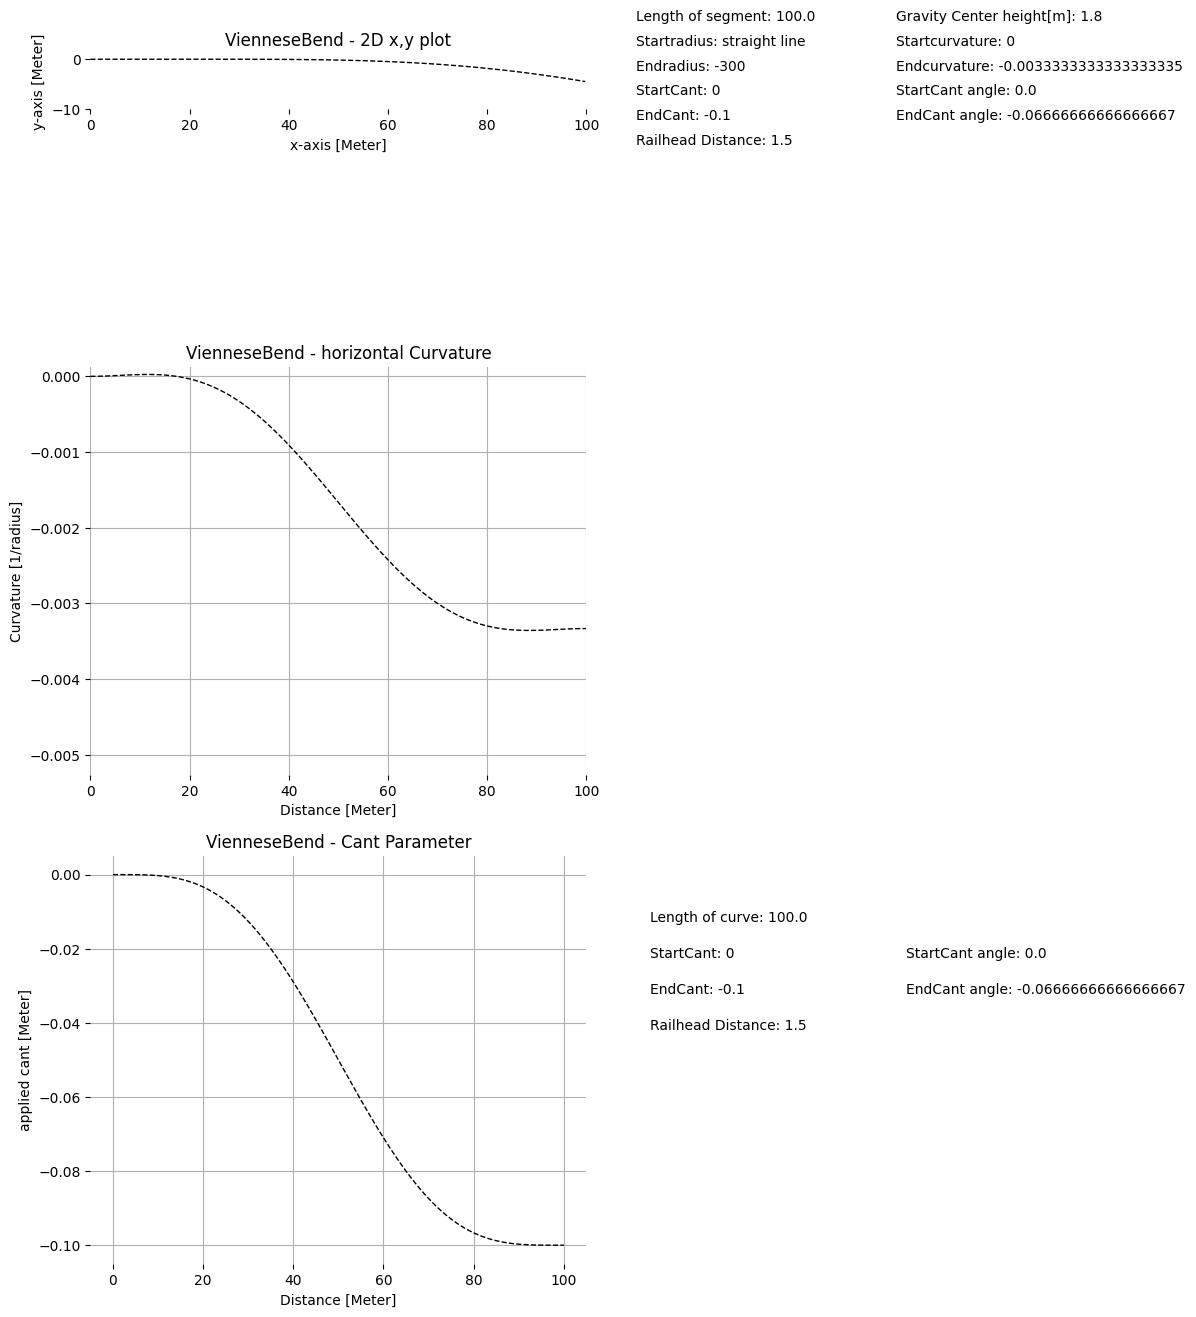 VienneseBend - 2D x,y plot
y-axis [Meter]
0
−10
0 20 40 60 80 100
x-axis [Meter]
Length of segment: 100.0
Startradius: straight line
Endradius: -300
StartCant: 0
EndCant: -0.1
Railhead Distance: 1.5
Gravity Center height[m]: 1.8
Startcurvature: 0
Endcurvature: -0.0033333333333333335
StartCant angle: 0.0
EndCant angle: -0.06666666666666667
VienneseBend - horizontal Curvature
Curvature [1/radius]
0.000
−0.001
−0.002
−0.003
−0.004
−0.005
0 20 40 60 80 100
Distance [Meter]
VienneseBend - Cant Parameter
applied cant [Meter]
0.00
−0.02
−0.04
−0.06
−0.08
−0.10
0 20 40 60 80 100
Distance [Meter]
Length of curve: 100.0
StartCant: 0
EndCant: -0.1
Railhead Distance: 1.5
StartCant angle: 0.0
EndCant angle: -0.06666666666666667